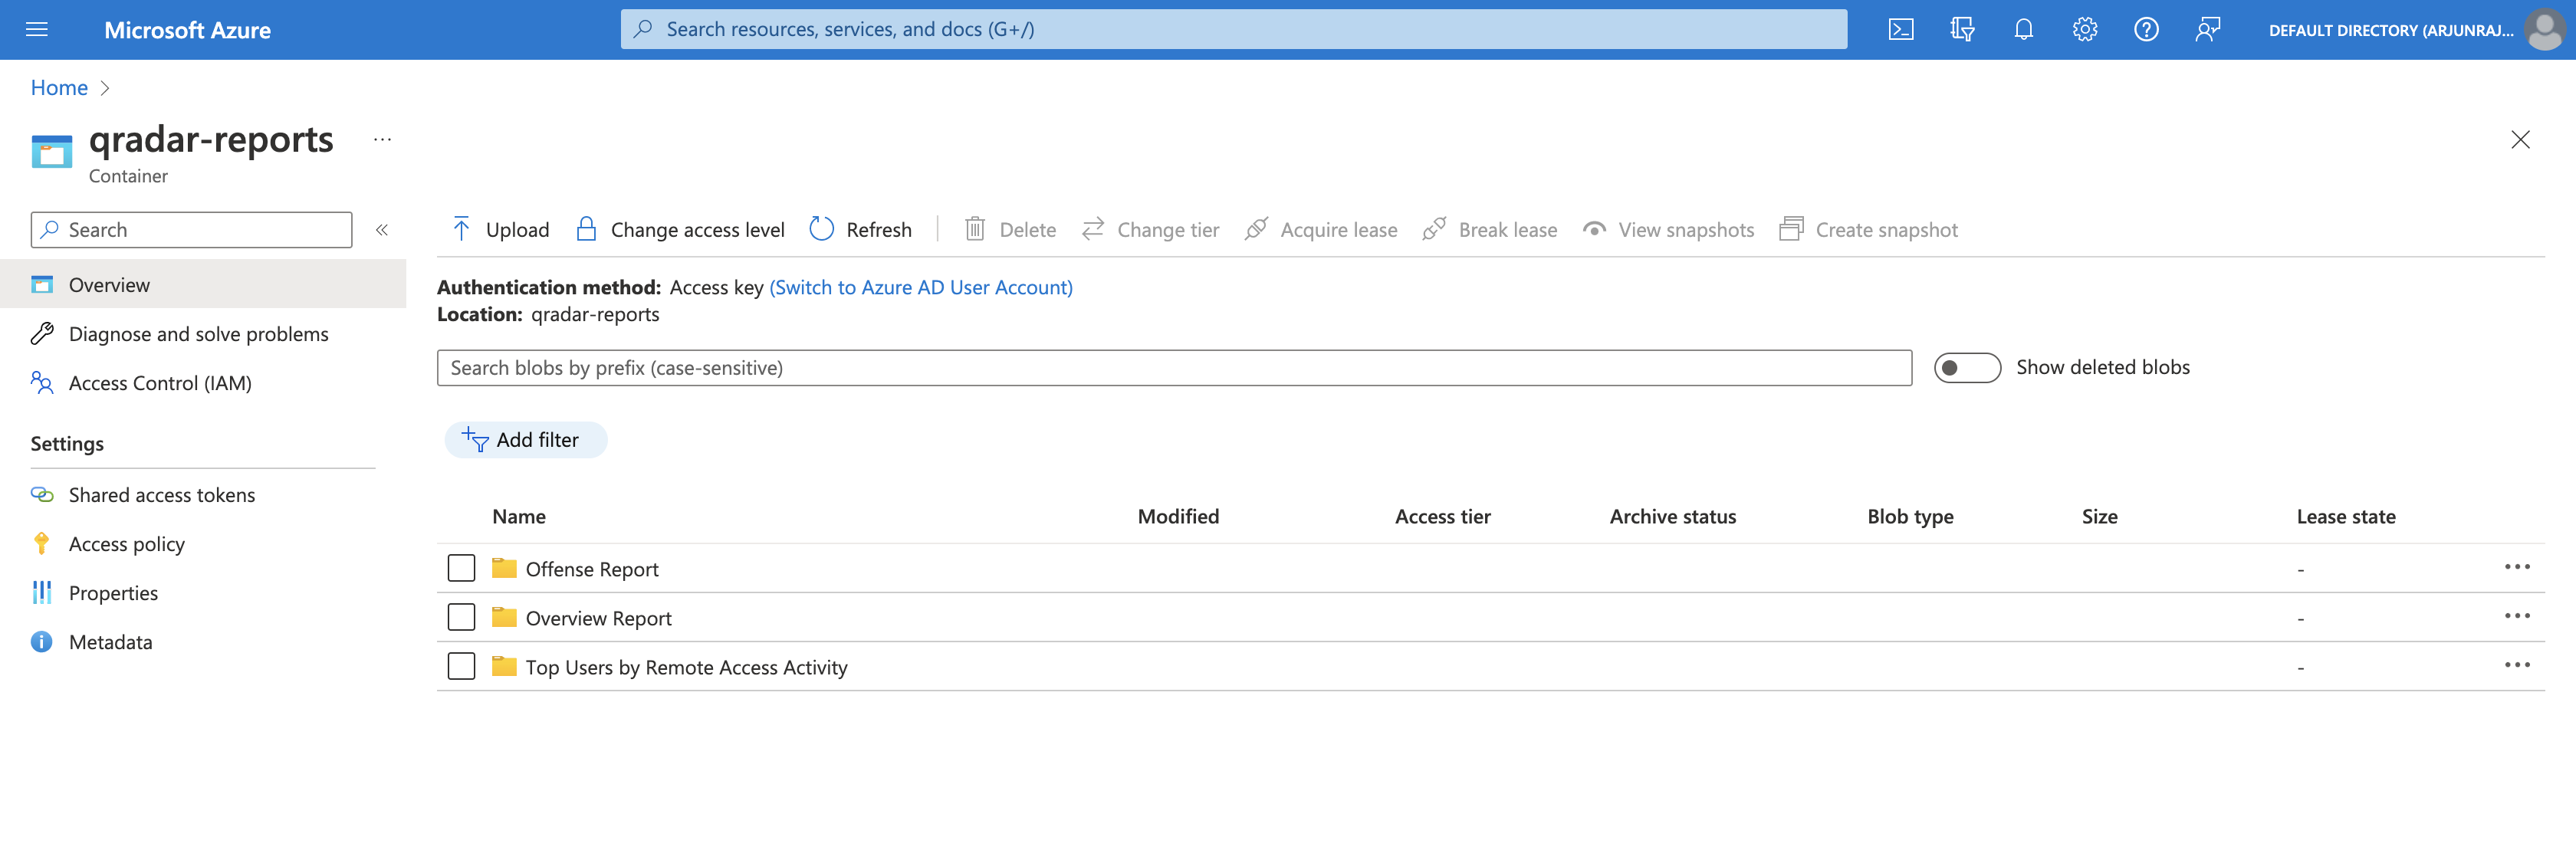 Microsoft Azure
Search resources, services, and docs (G+/)
DEFAULT DIRECTORY (ARJUNRAJ...
Home
qradar-reports
...
Container
Search
Upload
Change access level
Refresh
Delete
Change tier
Acquire lease
Break lease
View snapshots
Create snapshot
Overview
Diagnose and solve problems
Access Control (IAM)
Settings
Shared access tokens
Access policy
Properties
Metadata
Authentication method: Access key (Switch to Azure AD User Account)
Location: qradar-reports
Search blobs by prefix (case-sensitive)
Show deleted blobs
Add filter
Name Modified Access tier Archive status Blob type Size Lease state
Offense Report -
Overview Report -
Top Users by Remote Access Activity -